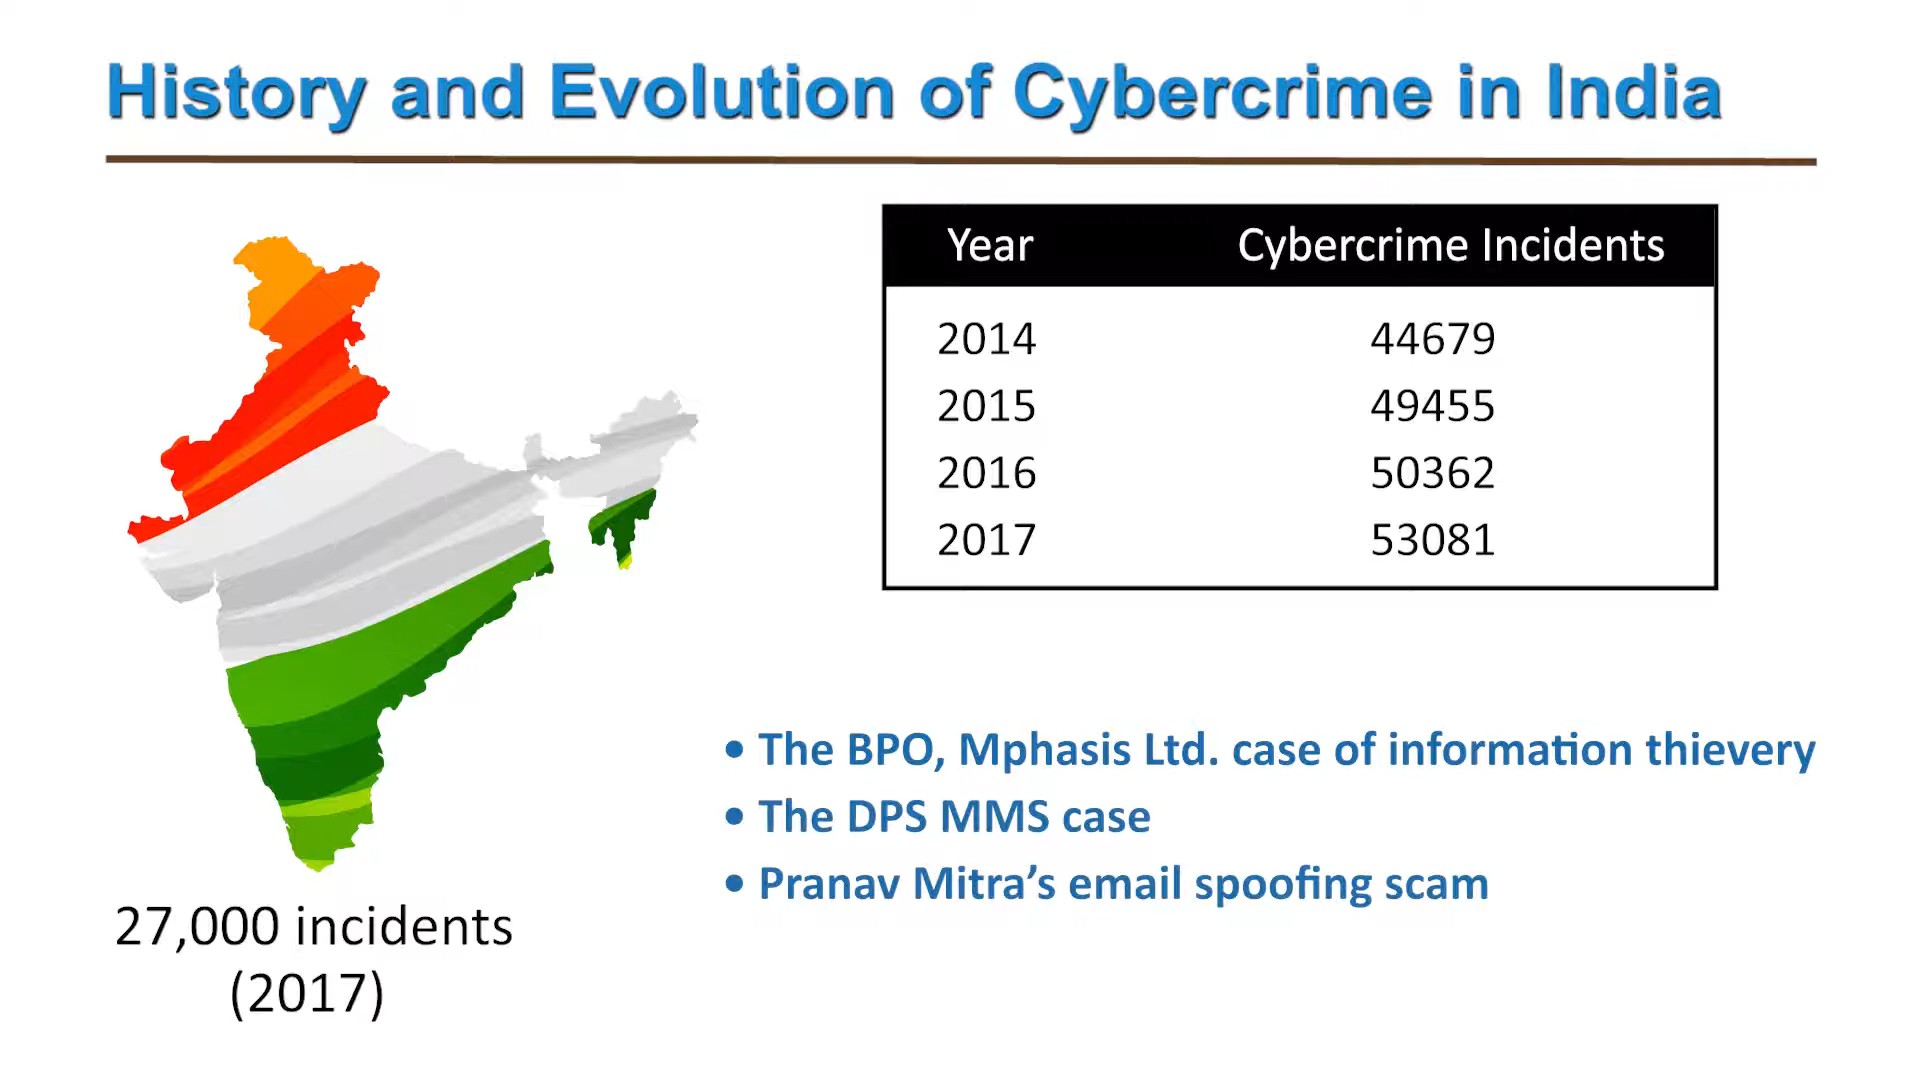 History and Evolution of Cybercrime in India
Year Cybercrime Incidents
2014 44679
2015 49455
2016 50362
2017 53081
• The BPO, Mphasis Ltd. case of information thievery
• The DPS MMS case
• Pranav Mitra’s email spoofing scam
27,000 incidents
(2017)